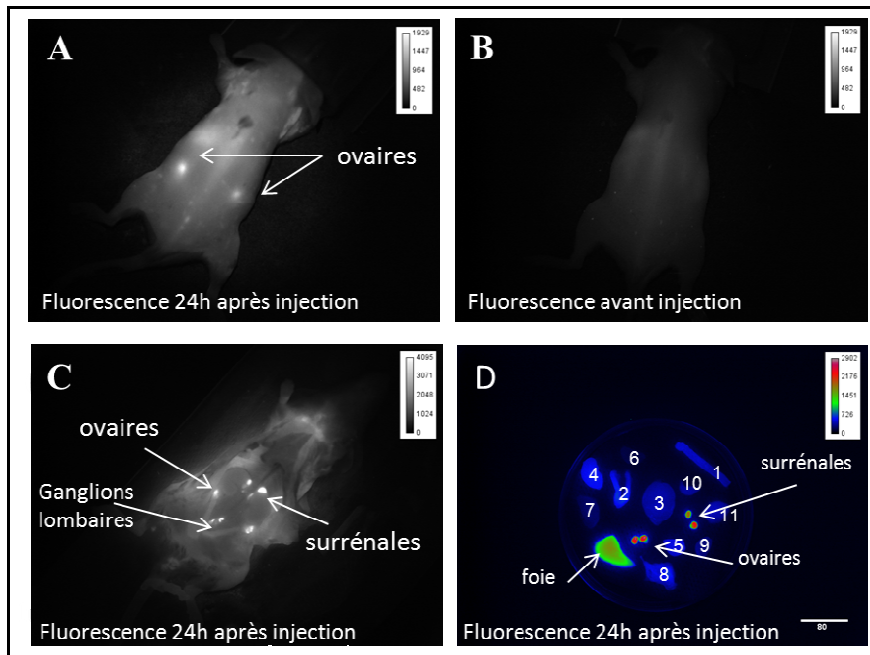 A
1929
1447
964
482
0
ovaires
Fluorescence 24h après injection
B
1929
1447
964
482
0
Fluorescence avant injection
C
4095
3071
2048
1024
0
ovaires
Ganglions
lombaires
surrénales
Fluorescence 24h après injection
D
2902
2176
1451
726
0
6
1
surrénales
4
10
2
3
7
11
5
9
ovaires
foie
8
80
Fluorescence 24h après injection